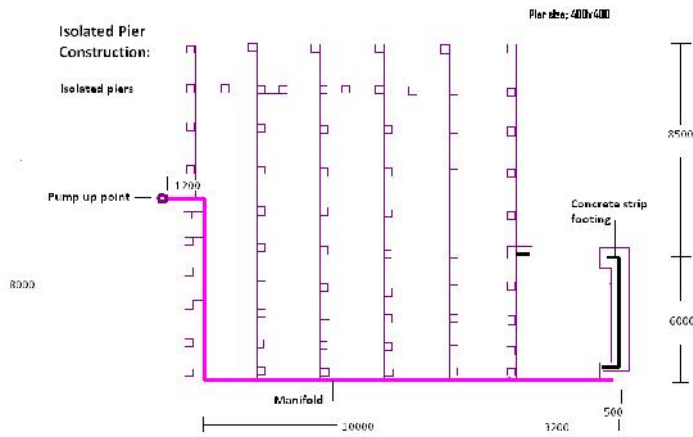 Pier size; 400x400
Isolated Pier
Construction:
Isolated piers
8500
1200
Pump up point
Concrete strip
footing
8000
6000
Manifold
500
3200